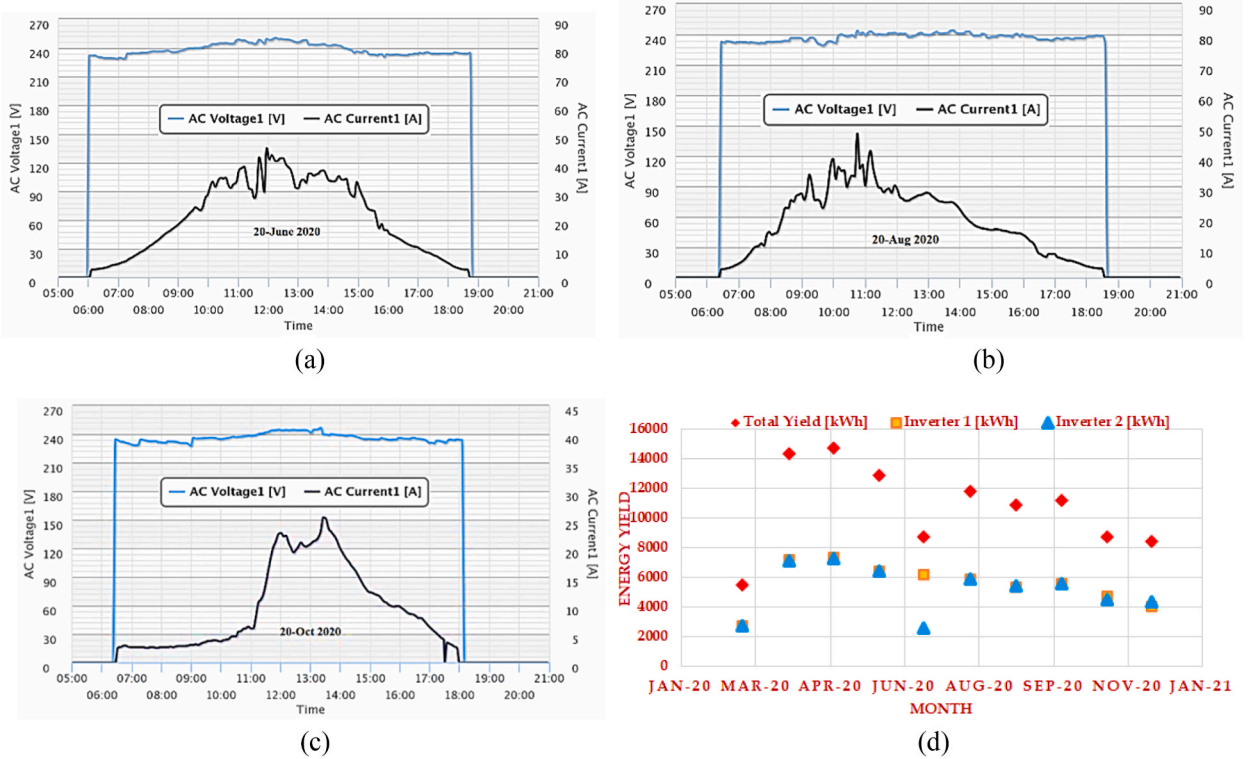 270
240
210
180
150
120
90
60
30
0
AC Voltage1 [V]
90
80
70
60
50
40
30
20
10
0
AC Current1 [A]
AC Voltage1 [V] AC Current1 [A]
20-June 2020
05:00 07:00 09:00 11:00 13:00 15:00 17:00 19:00 21:00
06:00 08:00 10:00 12:00 14:00 16:00 18:00 20:00
Time
(a)
270
240
210
180
150
120
90
60
30
0
AC Voltage1 [V]
90
80
70
60
50
40
30
20
10
0
AC Current1 [A]
AC Voltage1 [V] AC Current1 [A]
20-Aug 2020
05:00 07:00 09:00 11:00 13:00 15:00 17:00 19:00 21:00
06:00 08:00 10:00 12:00 14:00 16:00 18:00 20:00
Time
(b)
270
240
210
180
150
120
90
60
30
0
AC Voltage1 [V]
45
40
35
30
25
20
15
10
5
0
AC Current1 [A]
AC Voltage1 [V] AC Current1 [A]
20-Oct 2020
05:00 07:00 09:00 11:00 13:00 15:00 17:00 19:00 21:00
06:00 08:00 10:00 12:00 14:00 16:00 18:00 20:00
Time
(c)
Total Yield [kWh] Inverter 1 [kWh] Inverter 2 [kWh]
16000
14000
12000
10000
8000
6000
4000
2000
0
ENERGY YIELD
JAN-20 MAR-20 APR-20 JUN-20 AUG-20 SEP-20 NOV-20 JAN-21
MONTH
(d)